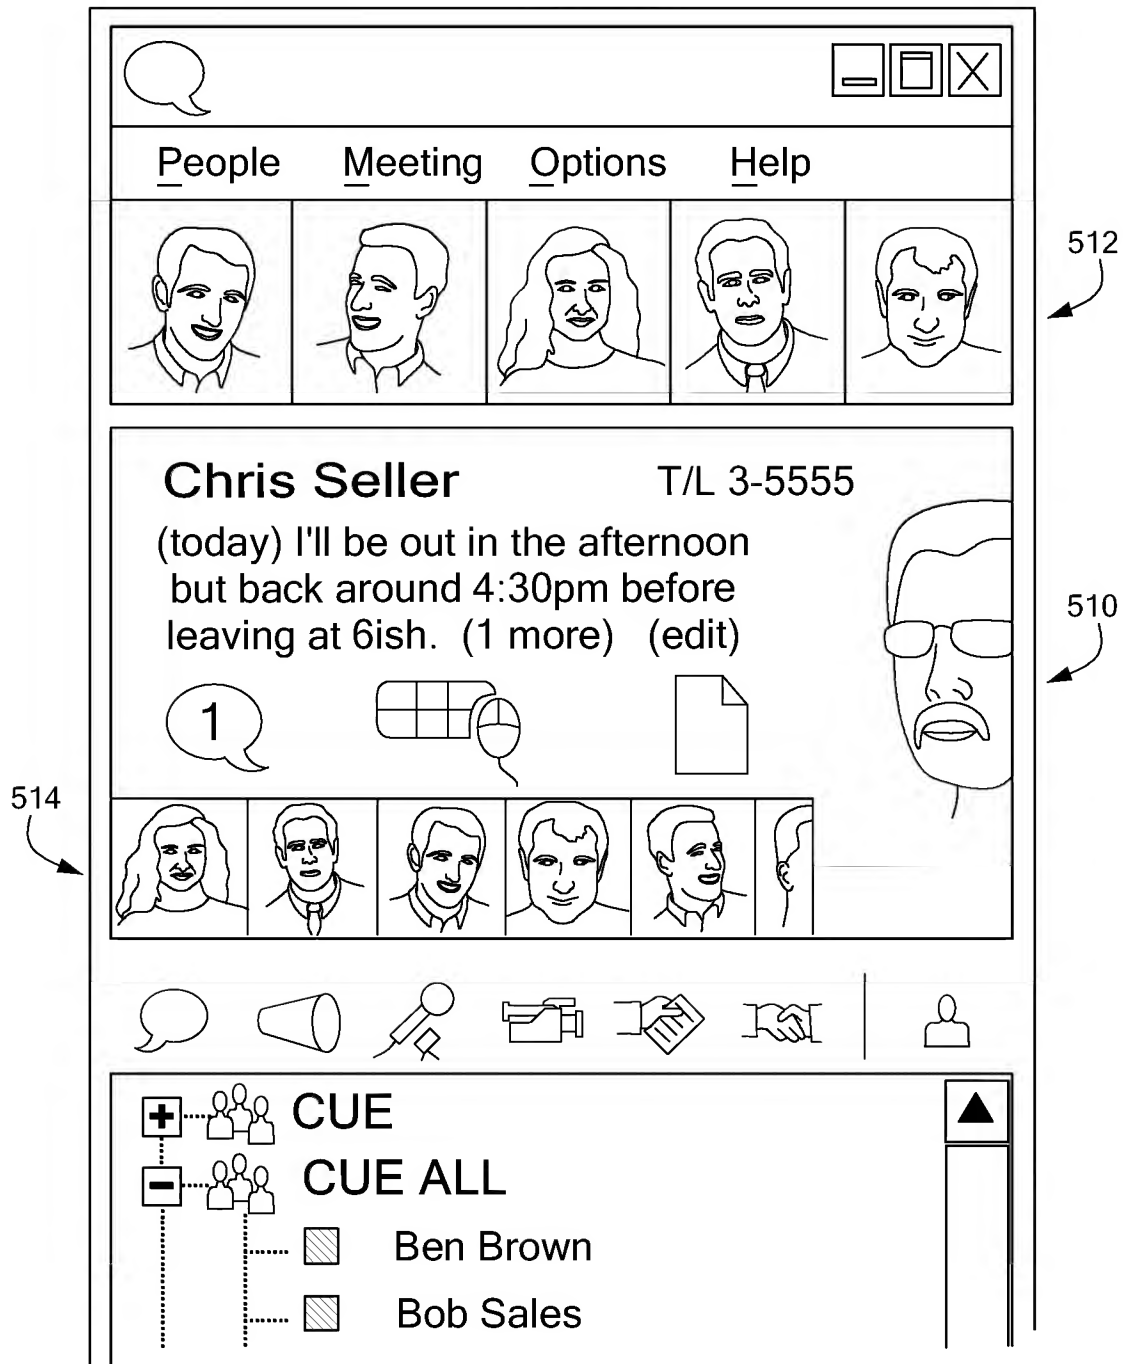 People Meeting Options Help
512
Chris Seller T/L 3-5555
(today) I'll be out in the afternoon
but back around 4:30pm before
leaving at 6ish. (1 more) (edit)
510
1
514
CUE
CUE ALL
Ben Brown
Bob Sales